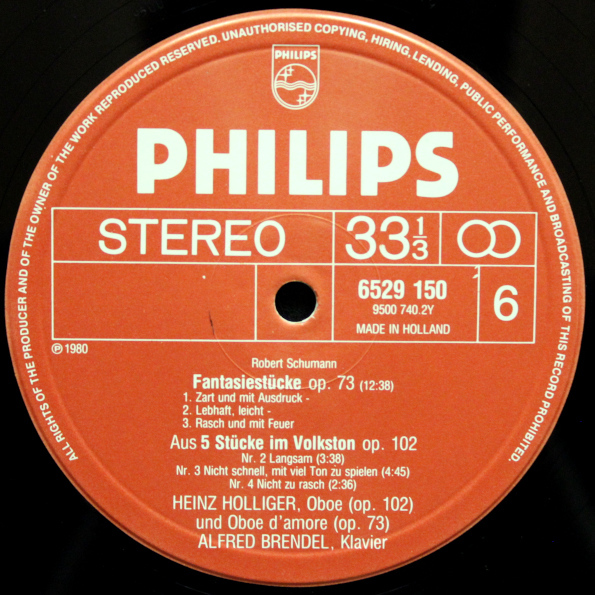 ALL RIGHTS OF THE PRODUCER AND OF THE OWNER OF THE WORK REPRODUCED RESERVED. UNAUTHORISED COPYING, HIRING, LENDING, PUBLIC PERFORMANCE AND BROADCASTING OF THIS RECORD PROHIBITED.
PHILIPS
PHILIPS
STEREO
33 1/3
6529 150
9500 740.2Y
MADE IN HOLLAND
6
Ⓟ 1980
Robert Schumann
Fantasiestücke op. 73 (12:38)
1. Zart und mit Ausdruck -
2. Lebhaft, leicht -
3. Rasch und mit Feuer
Aus 5 Stücke im Volkston op. 102
Nr. 2 Langsam (3:38)
Nr. 3 Nicht schnell, mit viel Ton zu spielen (4:45)
Nr. 4 Nicht zu rasch (2:36)
HEINZ HOLLIGER, Oboe (op. 102)
und Oboe d'amore (op. 73)
ALFRED BRENDEL, Klavier